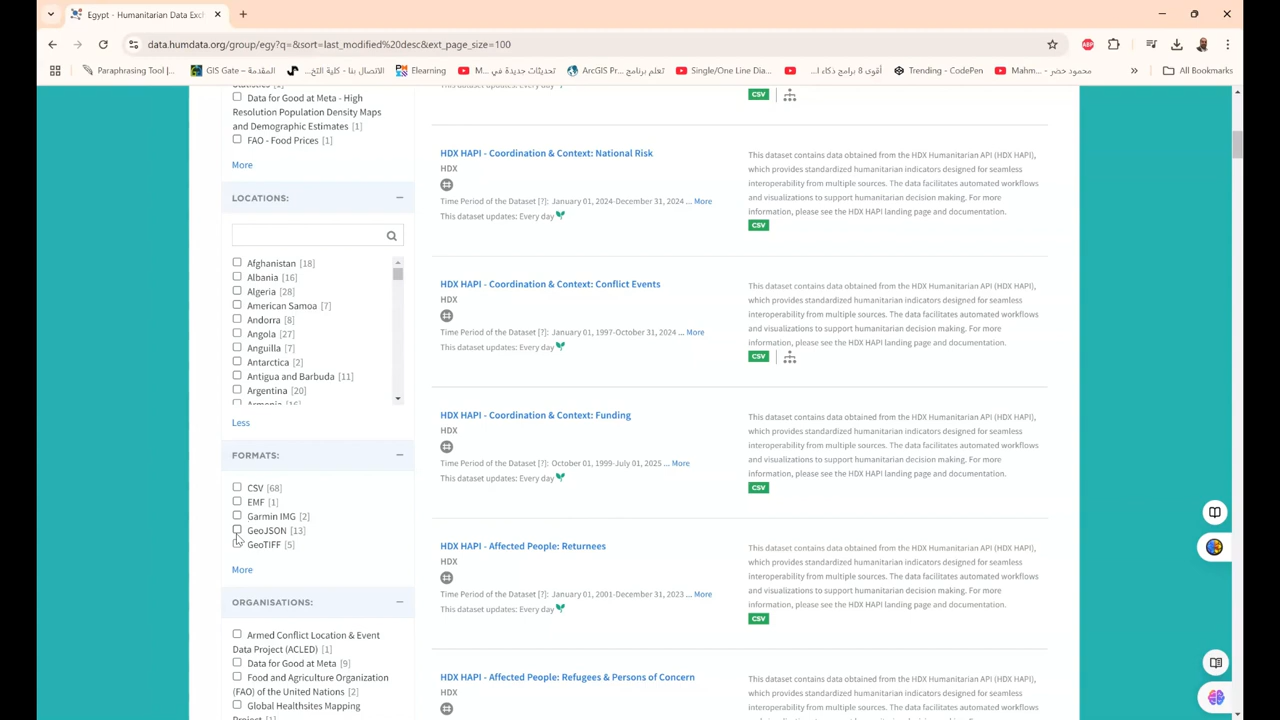 Egypt - Humanitarian Data Exch
data.humdata.org/group/egy?q=&sort=last_modified%20desc&ext_page_size=100
Paraphrasing Tool |...
GIS Gate - المقدمة...
الاتصال بنا - كلية التخ...
Elearning
تحديثات جديدة في M...
تعلم برنامج ArcGIS Pr...
Single/One Line Dia...
أقوى 8 برامج ذكاء ا...
Trending - CodePen
محمود خضر - Mahm...
»
All Bookmarks
Data for Good at Meta - High
Resolution Population Density Maps
and Demographic Estimates [1]
FAO - Food Prices [1]
More
LOCATIONS:
Afghanistan [18]
Albania [16]
Algeria [28]
American Samoa [7]
Andorra [8]
Angola [27]
Anguilla [7]
Antarctica [2]
Antigua and Barbuda [11]
Argentina [20]
Armenia [16]
Less
FORMATS:
CSV [68]
EMF [1]
Garmin IMG [2]
GeoJSON [13]
GeoTIFF [5]
More
ORGANISATIONS:
Armed Conflict Location & Event
Data Project (ACLED) [1]
Data for Good at Meta [9]
Food and Agriculture Organization
(FAO) of the United Nations [2]
Global Healthsites Mapping
CSV
HDX HAPI - Coordination & Context: National Risk
HDX
Time Period of the Dataset [?]: January 01, 2024-December 31, 2024 ... More
This dataset updates: Every day
This dataset contains data obtained from the HDX Humanitarian API (HDX HAPI),
which provides standardized humanitarian indicators designed for seamless
interoperability from multiple sources. The data facilitates automated workflows
and visualizations to support humanitarian decision making. For more
information, please see the HDX HAPI landing page and documentation.
CSV
HDX HAPI - Coordination & Context: Conflict Events
HDX
Time Period of the Dataset [?]: January 01, 1997-October 31, 2024 ... More
This dataset updates: Every day
This dataset contains data obtained from the HDX Humanitarian API (HDX HAPI),
which provides standardized humanitarian indicators designed for seamless
interoperability from multiple sources. The data facilitates automated workflows
and visualizations to support humanitarian decision making. For more
information, please see the HDX HAPI landing page and documentation.
CSV
HDX HAPI - Coordination & Context: Funding
HDX
Time Period of the Dataset [?]: October 01, 1999-July 01, 2025 ... More
This dataset updates: Every day
This dataset contains data obtained from the HDX Humanitarian API (HDX HAPI),
which provides standardized humanitarian indicators designed for seamless
interoperability from multiple sources. The data facilitates automated workflows
and visualizations to support humanitarian decision making. For more
information, please see the HDX HAPI landing page and documentation.
CSV
HDX HAPI - Affected People: Returnees
HDX
Time Period of the Dataset [?]: January 01, 2001-December 31, 2023 ... More
This dataset updates: Every day
This dataset contains data obtained from the HDX Humanitarian API (HDX HAPI),
which provides standardized humanitarian indicators designed for seamless
interoperability from multiple sources. The data facilitates automated workflows
and visualizations to support humanitarian decision making. For more
information, please see the HDX HAPI landing page and documentation.
CSV
HDX HAPI - Affected People: Refugees & Persons of Concern
HDX
This dataset contains data obtained from the HDX Humanitarian API (HDX HAPI),
which provides standardized humanitarian indicators designed for seamless
interoperability from multiple sources. The data facilitates automated workflows